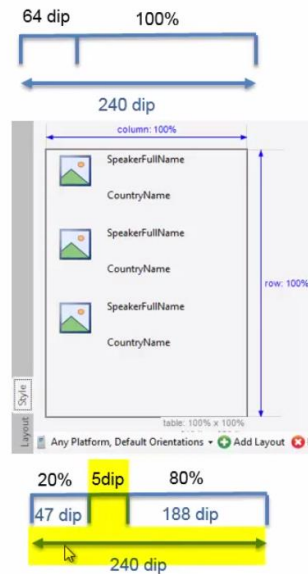 64 dip 100%
240 dip
column: 100%
SpeakerFullName
CountryName
row: 100%
SpeakerFullName
CountryName
SpeakerFullName
CountryName
Style
Layout
table: 100% x 100%
Any Platform, Default Orientations Add Layout
20% 5dip 80%
47 dip 188 dip
240 dip